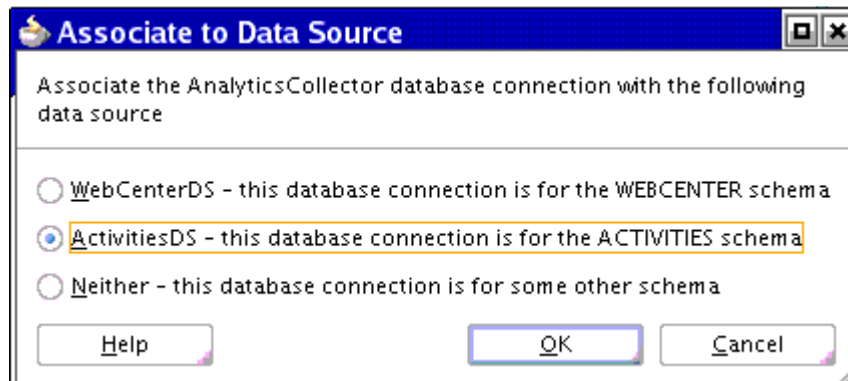 Associate to Data Source
Associate the AnalyticsCollector database connection with the following
data source
WebCenterDS - this database connection is for the WEBCENTER schema
ActivitiesDS - this database connection is for the ACTIVITIES schema
Neither - this database connection is for some other schema
Help
OK
Cancel